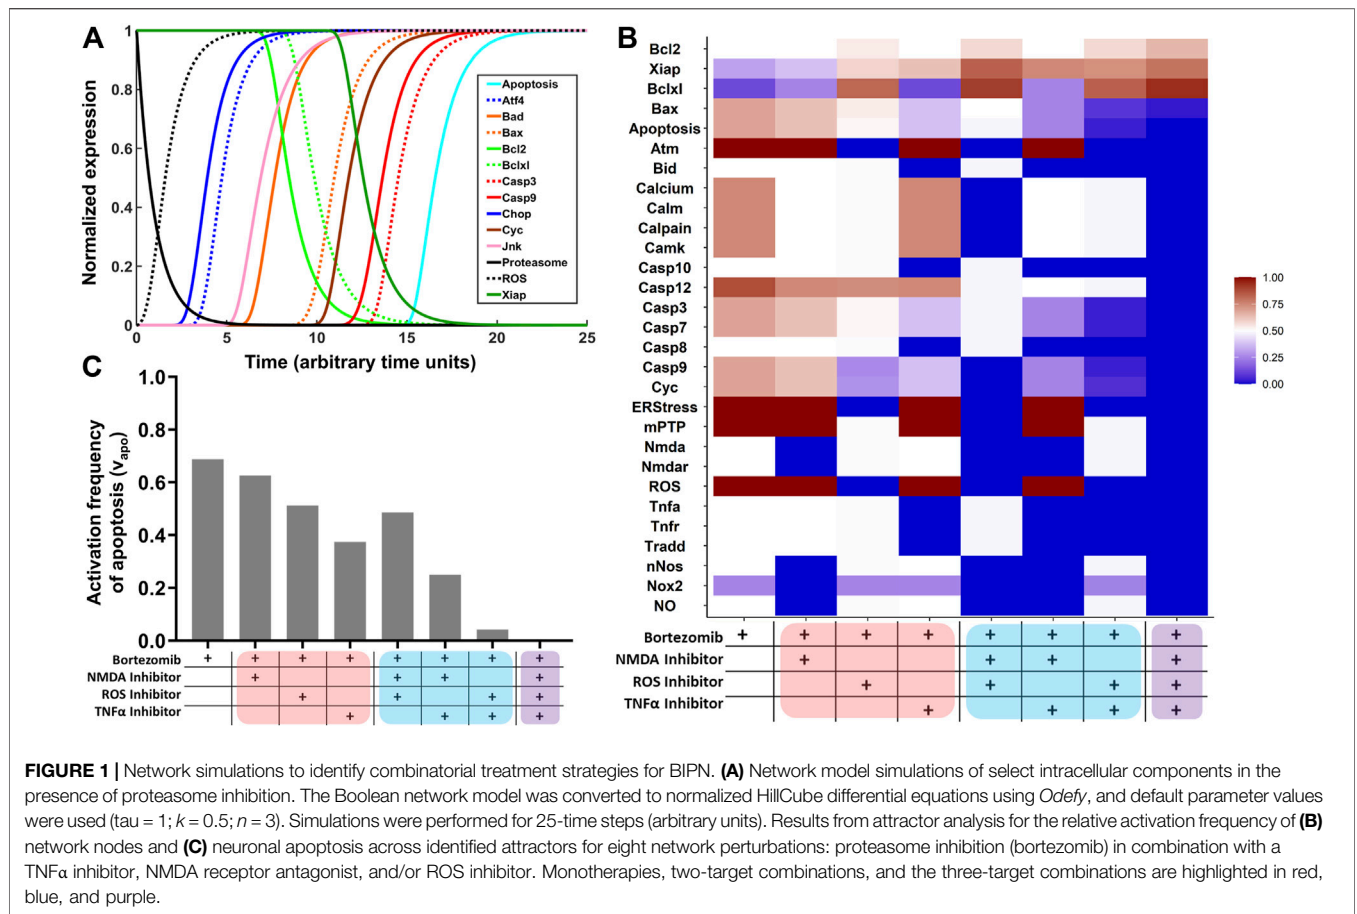 A
Normalized expression
1
0.8
0.6
0.4
0.2
0
0
5
10
15
20
25
Time (arbitrary time units)
Apoptosis
Atf4
Bad
Bax
Bcl2
Bclxl
Casp3
Casp9
Chop
Cyc
Jnk
Proteasome
ROS
Xiap
B
Bcl2
Xiap
Bclxl
Bax
Apoptosis
Atm
Bid
Calcium
Calm
Calpain
Camk
Casp10
Casp12
Casp3
Casp7
Casp8
Casp9
Cyc
ERStress
mPTP
Nmda
Nmdar
ROS
Tnfa
Tnfr
Tradd
nNos
Nox2
NO
1.00
0.75
0.50
0.25
0.00
Bortezomib + + + + + + + +
NMDA Inhibitor + + + +
ROS Inhibitor + + + +
TNFα Inhibitor + + + +
C
Activation frequency
of apoptosis (vapo)
1.0
0.8
0.6
0.4
0.2
0.0
Bortezomib + + + + + + + +
NMDA Inhibitor + + + +
ROS Inhibitor + + + +
TNFα Inhibitor + + + +
FIGURE 1 | Network simulations to identify combinatorial treatment strategies for BIPN. (A) Network model simulations of select intracellular components in the
presence of proteasome inhibition. The Boolean network model was converted to normalized HillCube differential equations using Odefy, and default parameter values
were used (tau = 1; k = 0.5; n = 3). Simulations were performed for 25-time steps (arbitrary units). Results from attractor analysis for the relative activation frequency of (B)
network nodes and (C) neuronal apoptosis across identified attractors for eight network perturbations: proteasome inhibition (bortezomib) in combination with a
TNFα inhibitor, NMDA receptor antagonist, and/or ROS inhibitor. Monotherapies, two-target combinations, and the three-target combinations are highlighted in red,
blue, and purple.